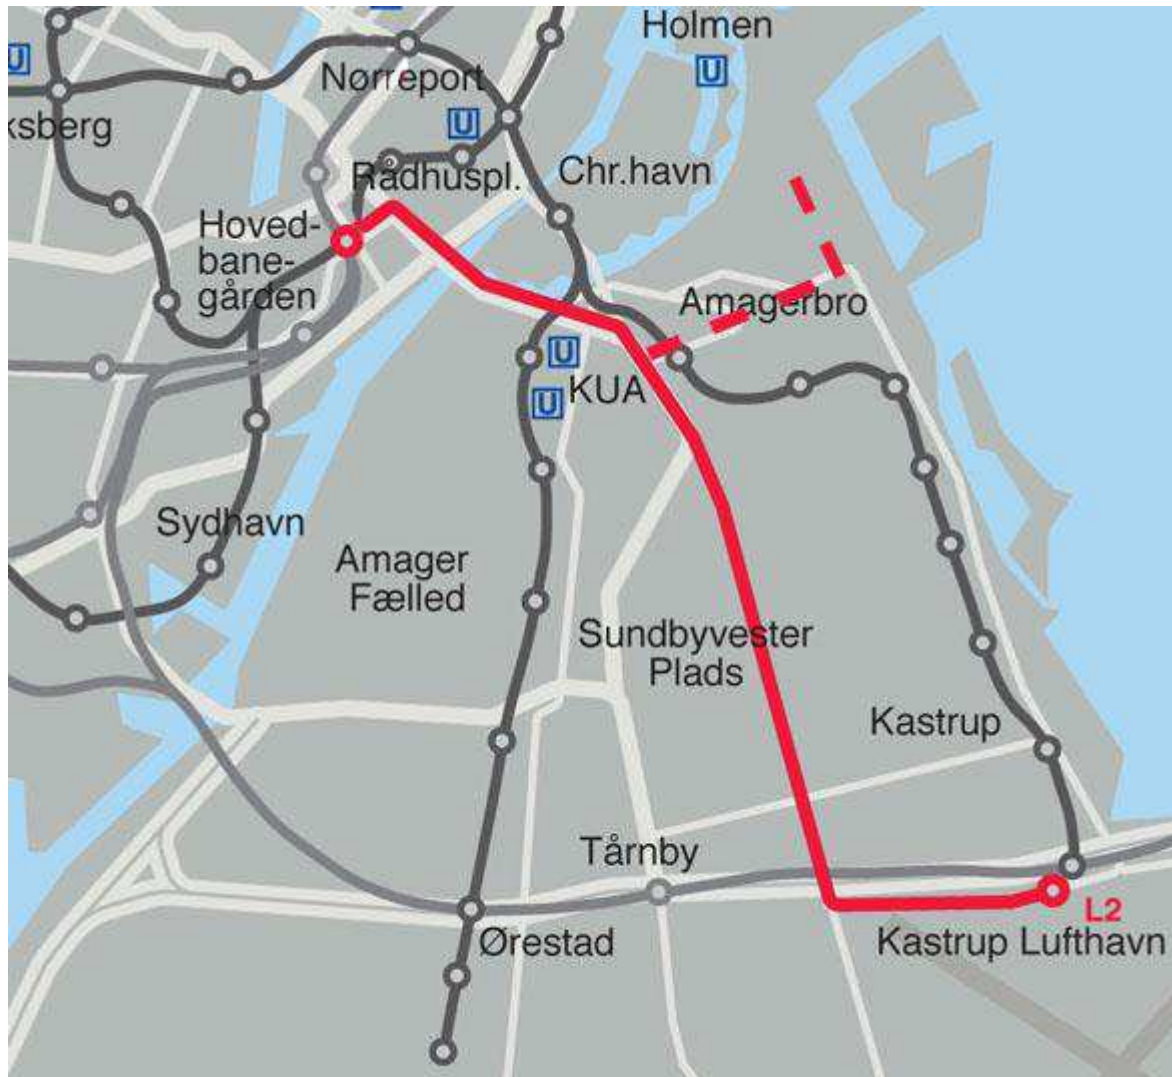 Holmen
U
U
Nørreport
U
ksberg
Rådhuspl.
Chr.havn
Hoved-
bane-
gården
Amagerbro
U
KUA
U
Sydhavn
Amager
Fælled
Sundbyvester
Plads
Kastrup
Tårnby
L2
Ørestad
Kastrup Lufthavn